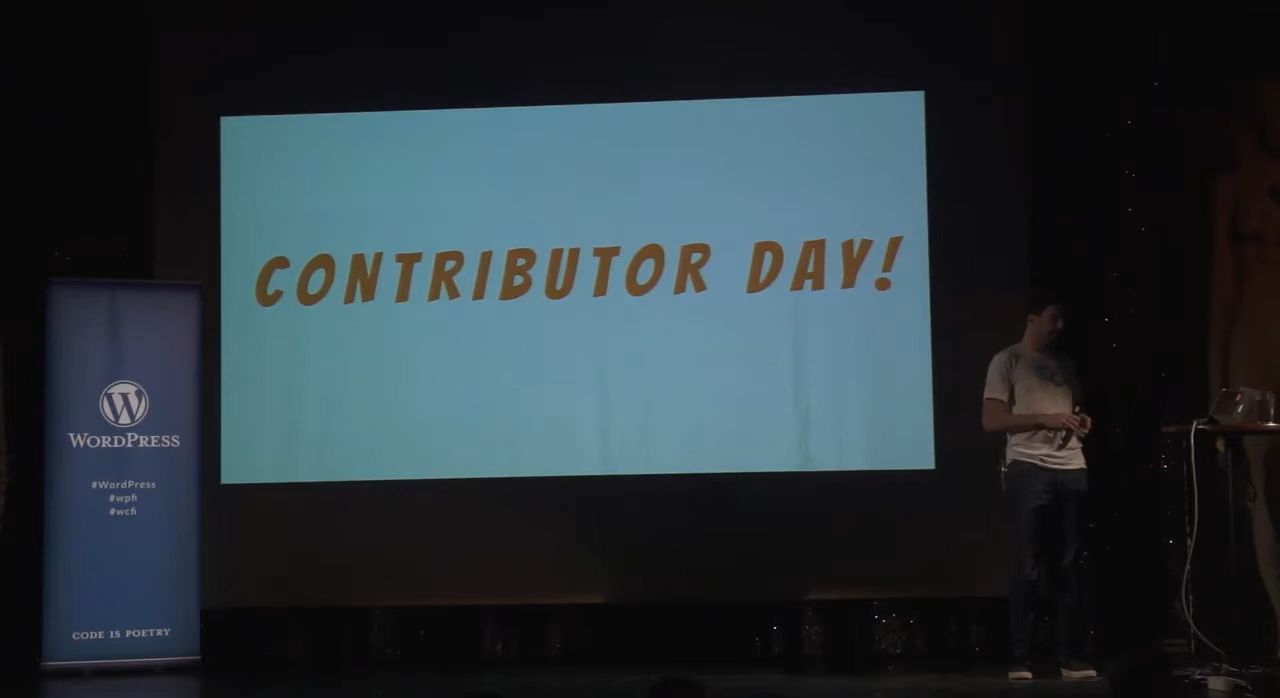 CONTRIBUTOR DAY!
WORDPRESS
#WordPress
#wpfi
#wcfi
CODE IS POETRY